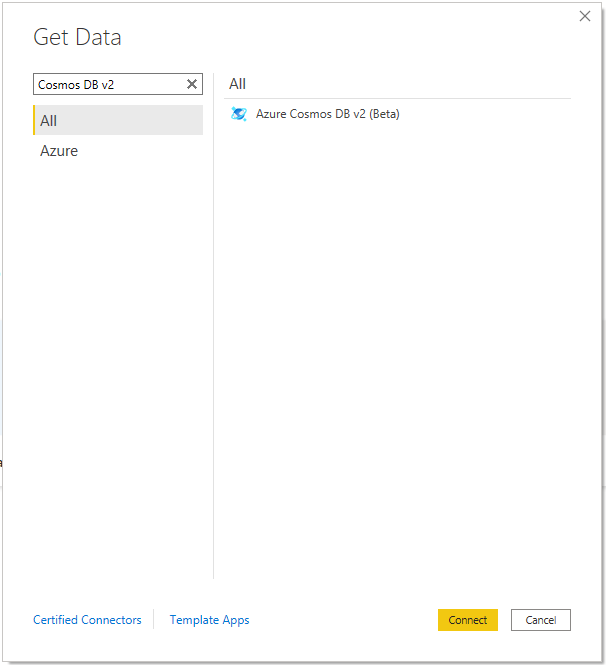 Get Data
Cosmos DB v2
All
Azure
All
Azure Cosmos DB v2 (Beta)
Certified Connectors
Template Apps
Connect
Cancel